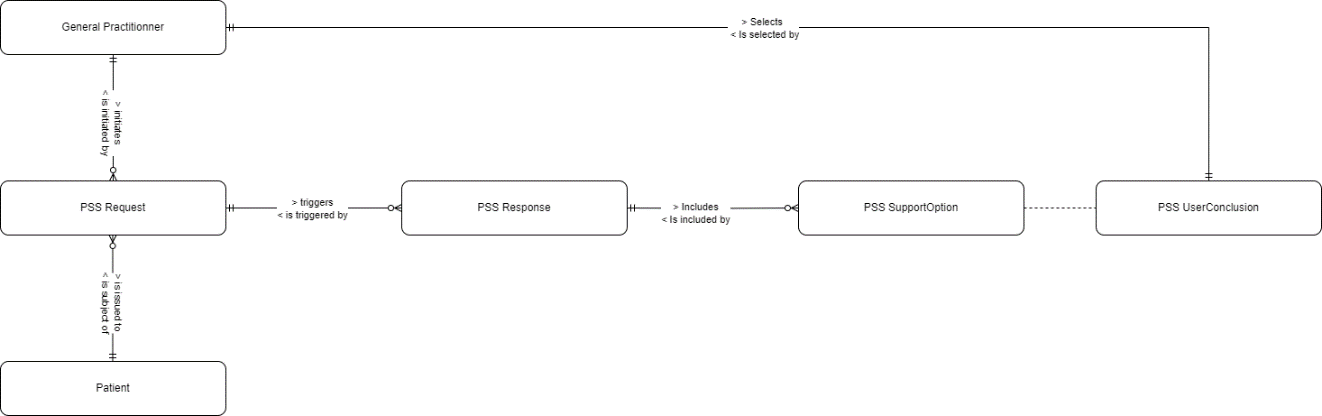 General Practitionner
> Selects
< Is selected by
> initiates
< is initiated by
PSS Request
> triggers
< is triggered by
PSS Response
> Includes
< Is included by
PSS SupportOption
PSS UserConclusion
> is issued to
< is subject of
Patient